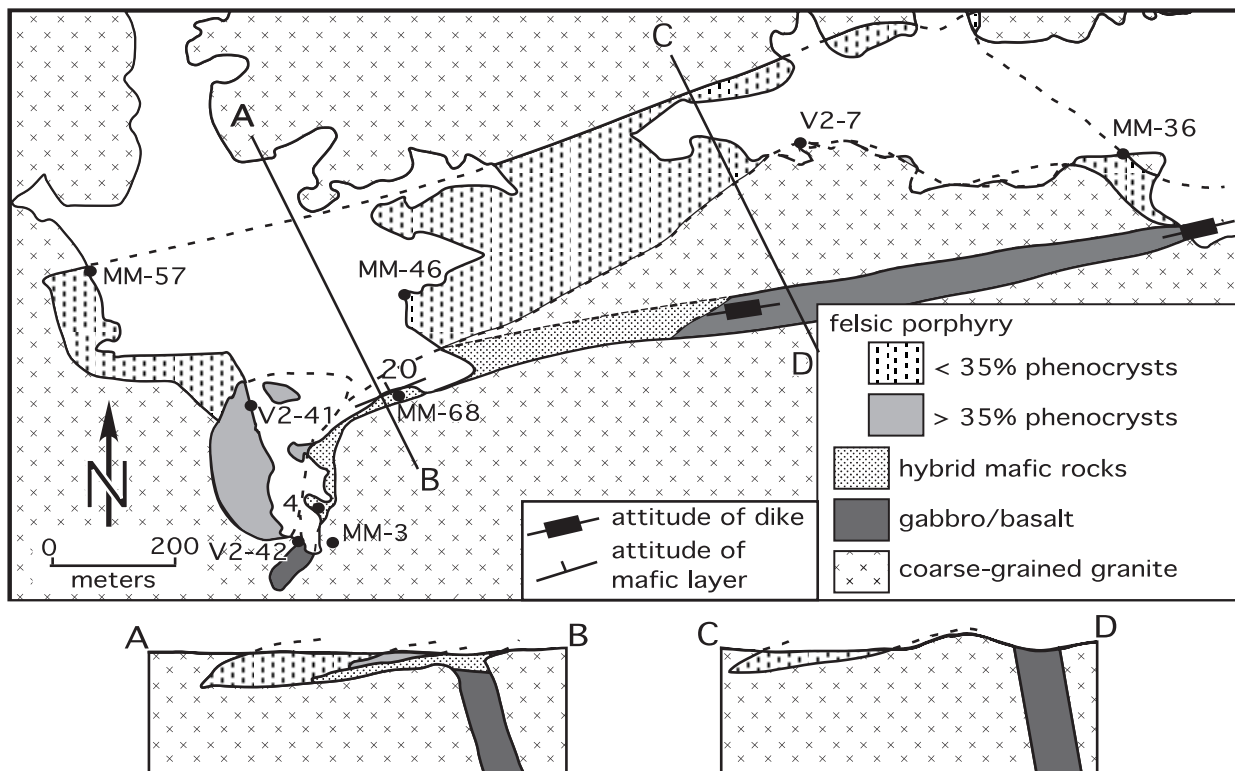 C
A
V2-7
MM-36
MM-57
MM-46
D
20
V2-41
MM-68
B
4
MM-3
V2-42
N
0 200
meters
felsic porphyry
< 35% phenocrysts
> 35% phenocrysts
hybrid mafic rocks
gabbro/basalt
coarse-grained granite
attitude of dike
attitude of
mafic layer
A B
C D